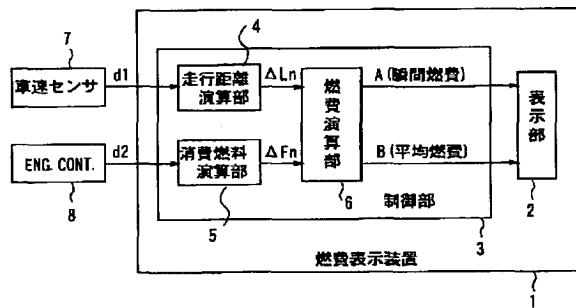 7
車速センサ
d1
4
走行距離
演算部
ΔLn
燃費演算部
6
A(瞬間燃費)
表示部
2
ENG. CONT.
8
d2
消費燃料
演算部
5
ΔFn
B(平均燃費)
制御部
3
燃費表示装置
1